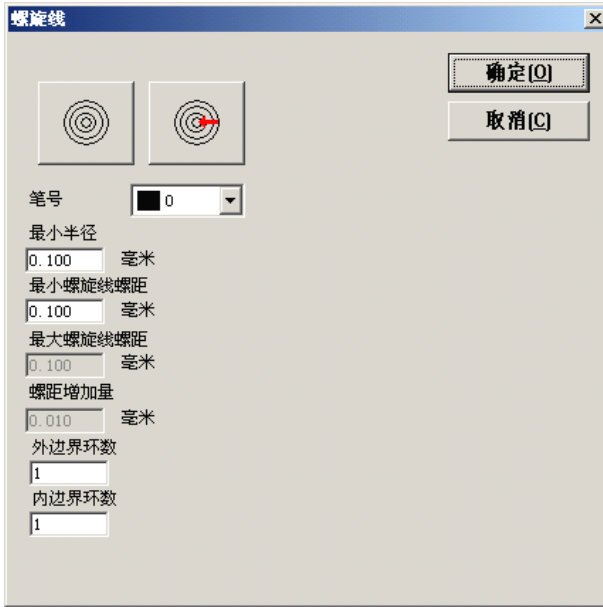 螺旋线
确定(O)
取消(C)
笔号 0
最小半径
0.100 毫米
最小螺旋线螺距
0.100 毫米
最大螺旋线螺距
0.100 毫米
螺距增加量
0.010 毫米
外边界环数
1
内边界环数
1